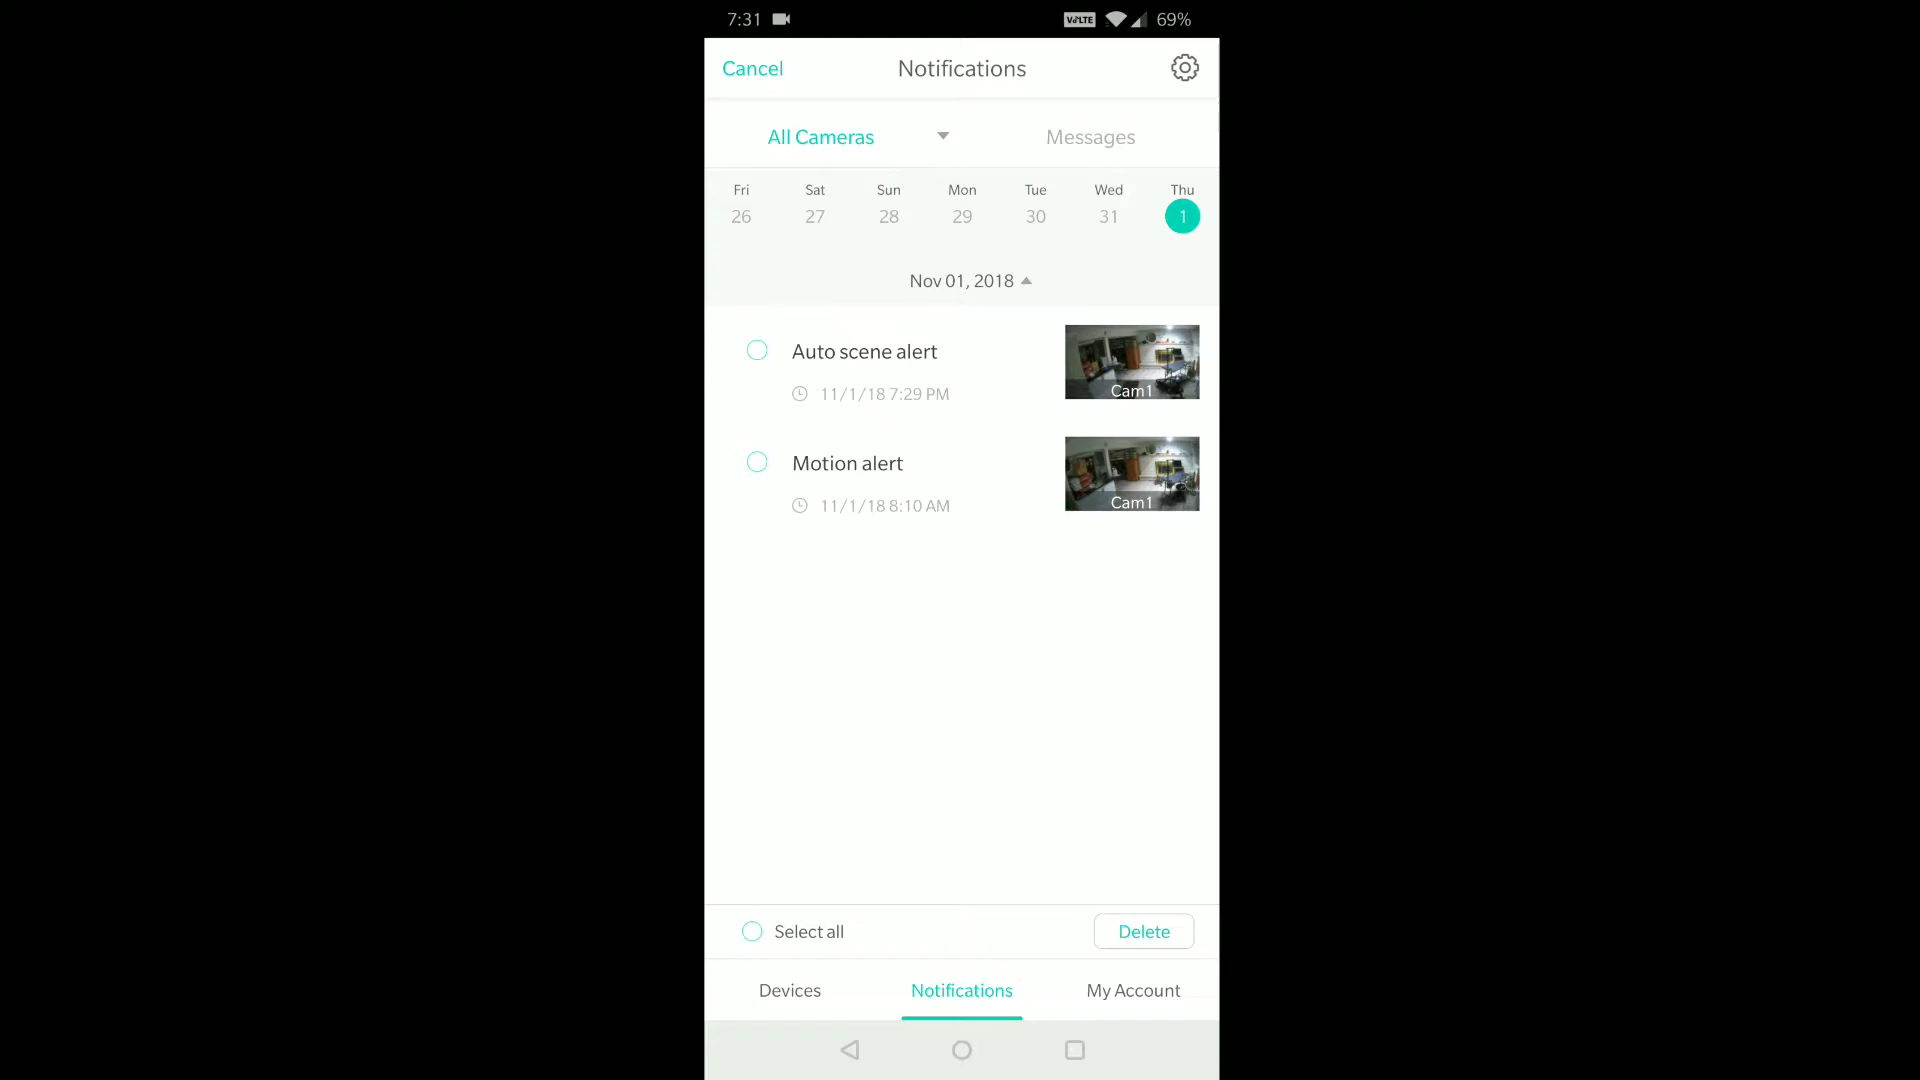 7:31 VoLTE 69%
Cancel Notifications
All Cameras Messages
Fri Sat Sun Mon Tue Wed Thu
26 27 28 29 30 31 1
Nov 01, 2018
Auto scene alert
11/1/18 7:29 PM
Cam1
Motion alert
11/1/18 8:10 AM
Cam1
Select all Delete
Devices Notifications My Account